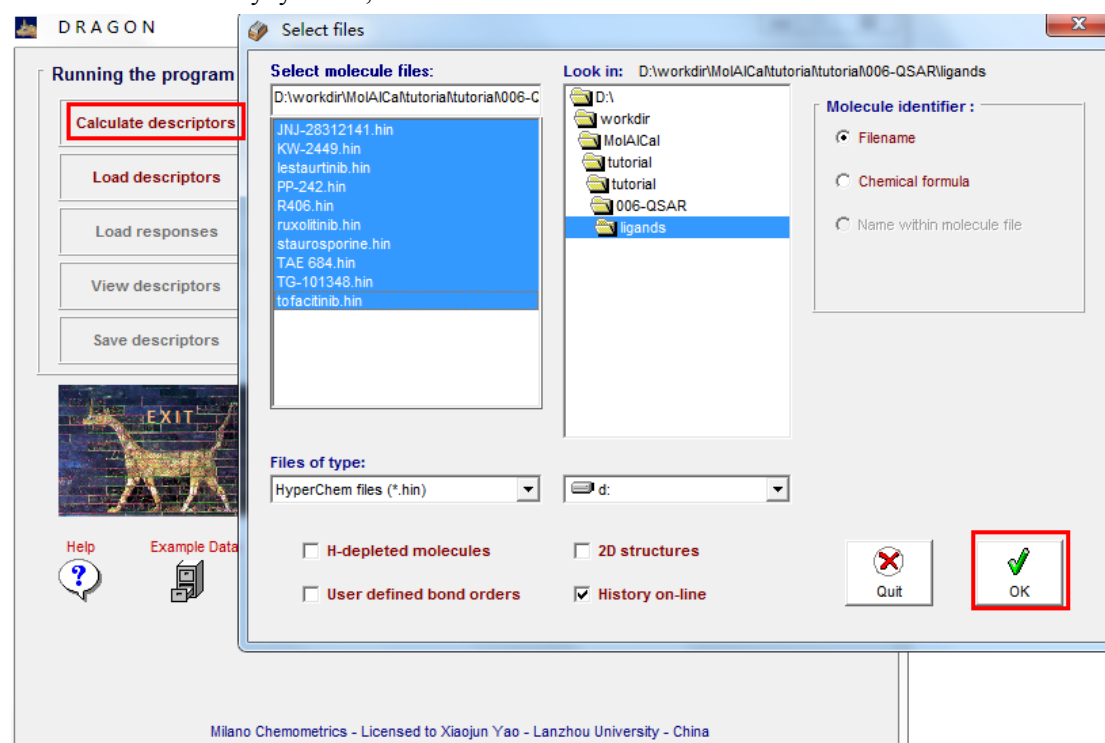 DRAGON
Select files
Running the program
Calculate descriptors
Load descriptors
Load responses
View descriptors
Save descriptors
EXIT
Help
Example Data
Select molecule files:
D:\workdir\MolAICal\tutorial\tutorial\006-Q
JNJ-28312141.hin
KW-2449.hin
lestaurtinib.hin
PP-242.hin
R406.hin
ruxolitinib.hin
staurosporine.hin
TAE 684.hin
TG-101348.hin
tofacitinib.hin
Files of type:
HyperChem files (*.hin)
Look in: D:\workdir\MolAICal\tutorial\tutorial\006-QSAR\ligands
D:\
workdir
MolAICal
tutorial
tutorial
006-QSAR
ligands
d:
Molecule identifier :
Filename
Chemical formula
Name within molecule file
H-depleted molecules
2D structures
User defined bond orders
History on-line
Quit
OK
Milano Chemometrics - Licensed to Xiaojun Yao - Lanzhou University - China